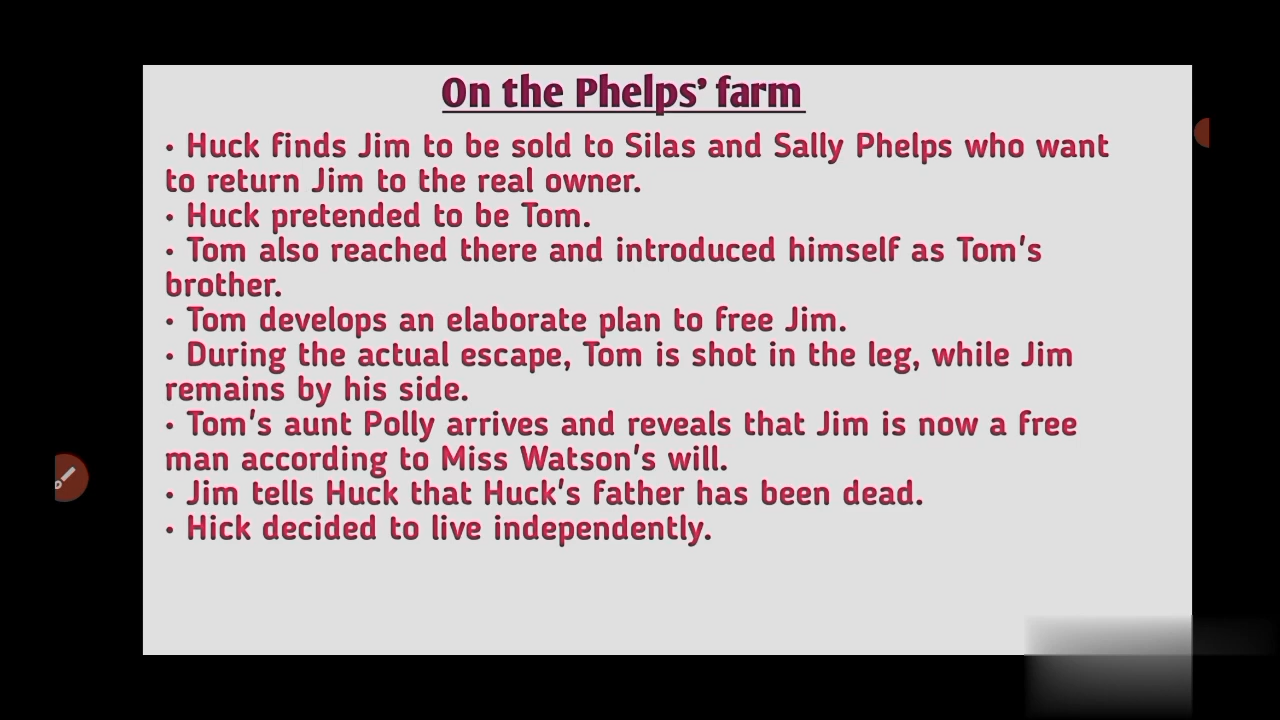 On the Phelps' farm
• Huck finds Jim to be sold to Silas and Sally Phelps who want
to return Jim to the real owner.
• Huck pretended to be Tom.
• Tom also reached there and introduced himself as Tom's
brother.
• Tom develops an elaborate plan to free Jim.
• During the actual escape, Tom is shot in the leg, while Jim
remains by his side.
• Tom's aunt Polly arrives and reveals that Jim is now a free
man according to Miss Watson's will.
• Jim tells Huck that Huck's father has been dead.
• Hick decided to live independently.